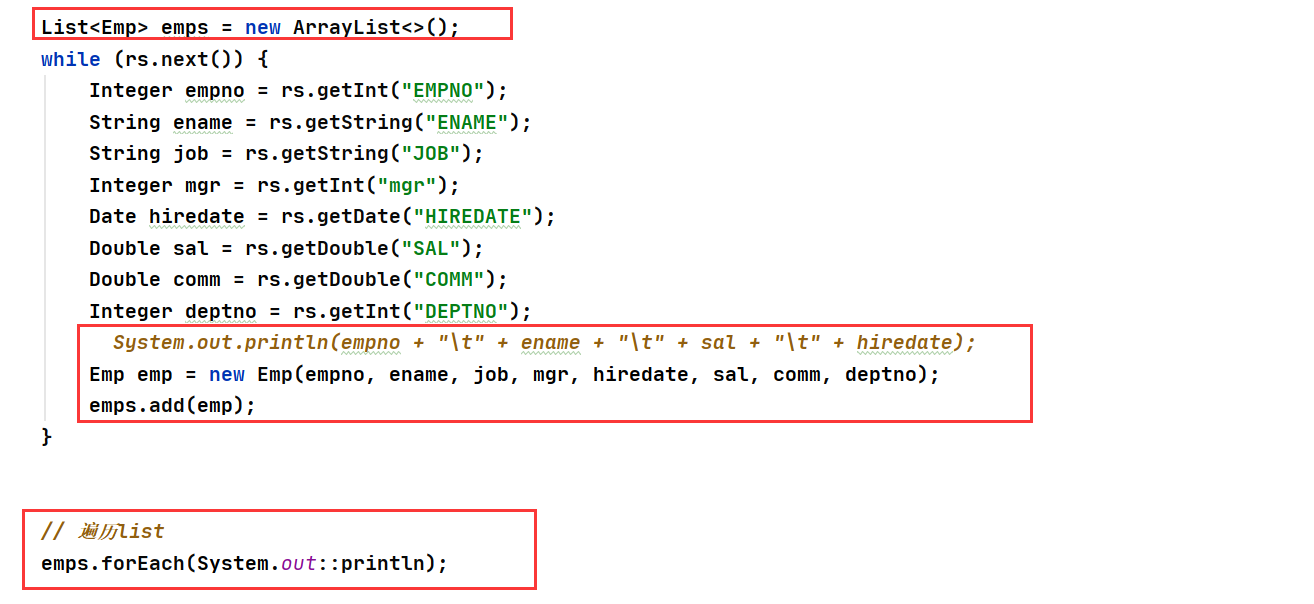 List<Emp> emps = new ArrayList<>();
while (rs.next()) {
    Integer empno = rs.getInt("EMPNO");
    String ename = rs.getString("ENAME");
    String job = rs.getString("JOB");
    Integer mgr = rs.getInt("mgr");
    Date hiredate = rs.getDate("HIREDATE");
    Double sal = rs.getDouble("SAL");
    Double comm = rs.getDouble("COMM");
    Integer deptno = rs.getInt("DEPTNO");
      System.out.println(empno + "\t" + ename + "\t" + sal + "\t" + hiredate);
    Emp emp = new Emp(empno, ename, job, mgr, hiredate, sal, comm, deptno);
    emps.add(emp);
}
// 遍历list
emps.forEach(System.out::println);